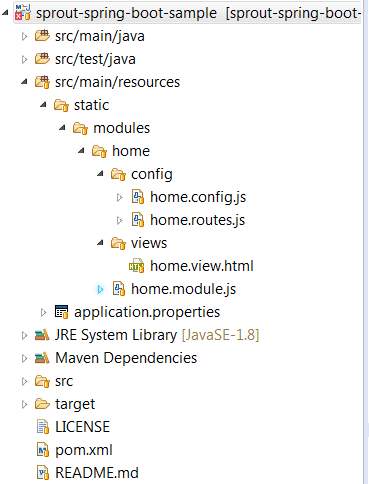 sprout-spring-boot-sample [sprout-spring-boot-
src/main/java
src/test/java
src/main/resources
static
modules
home
config
home.config.js
home.routes.js
views
home.view.html
home.module.js
application.properties
JRE System Library [JavaSE-1.8]
Maven Dependencies
src
target
LICENSE
pom.xml
README.md